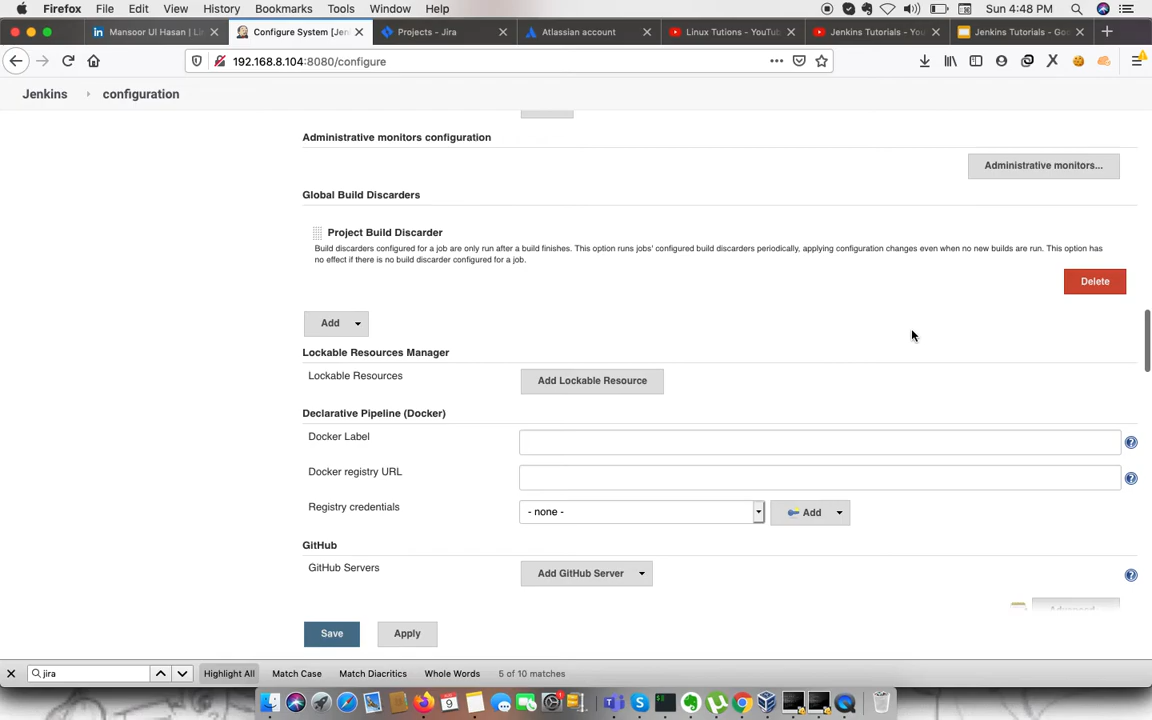 Firefox File Edit View History Bookmarks Tools Window Help Sun 4:48 PM
Mansoor Ul Hasan | Lin Configure System [Jen Projects - Jira Atlassian account Linux Tutions - YouTub Jenkins Tutorials - You Jenkins Tutorials - Goo
192.168.8.104:8080/configure
Jenkins configuration
Administrative monitors configuration
Administrative monitors...
Global Build Discarders
Project Build Discarder
Build discarders configured for a job are only run after a build finishes. This option runs jobs' configured build discarders periodically, applying configuration changes even when no new builds are run. This option has
no effect if there is no build discarder configured for a job.
Delete
Add
Lockable Resources Manager
Lockable Resources Add Lockable Resource
Declarative Pipeline (Docker)
Docker Label
Docker registry URL
Registry credentials - none - Add
GitHub
GitHub Servers Add GitHub Server
Advanced...
Save Apply
jira Highlight All Match Case Match Diacritics Whole Words 5 of 10 matches
9